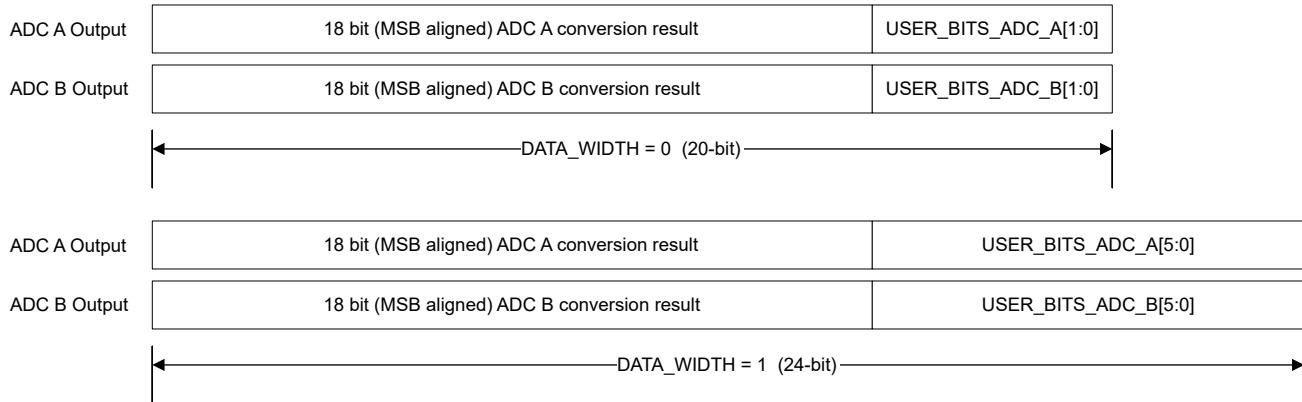 ADC A Output 18 bit (MSB aligned) ADC A conversion result USER_BITS_ADC_A[1:0]
ADC B Output 18 bit (MSB aligned) ADC B conversion result USER_BITS_ADC_B[1:0]
DATA_WIDTH = 0 (20-bit)
ADC A Output 18 bit (MSB aligned) ADC A conversion result USER_BITS_ADC_A[5:0]
ADC B Output 18 bit (MSB aligned) ADC B conversion result USER_BITS_ADC_B[5:0]
DATA_WIDTH = 1 (24-bit)